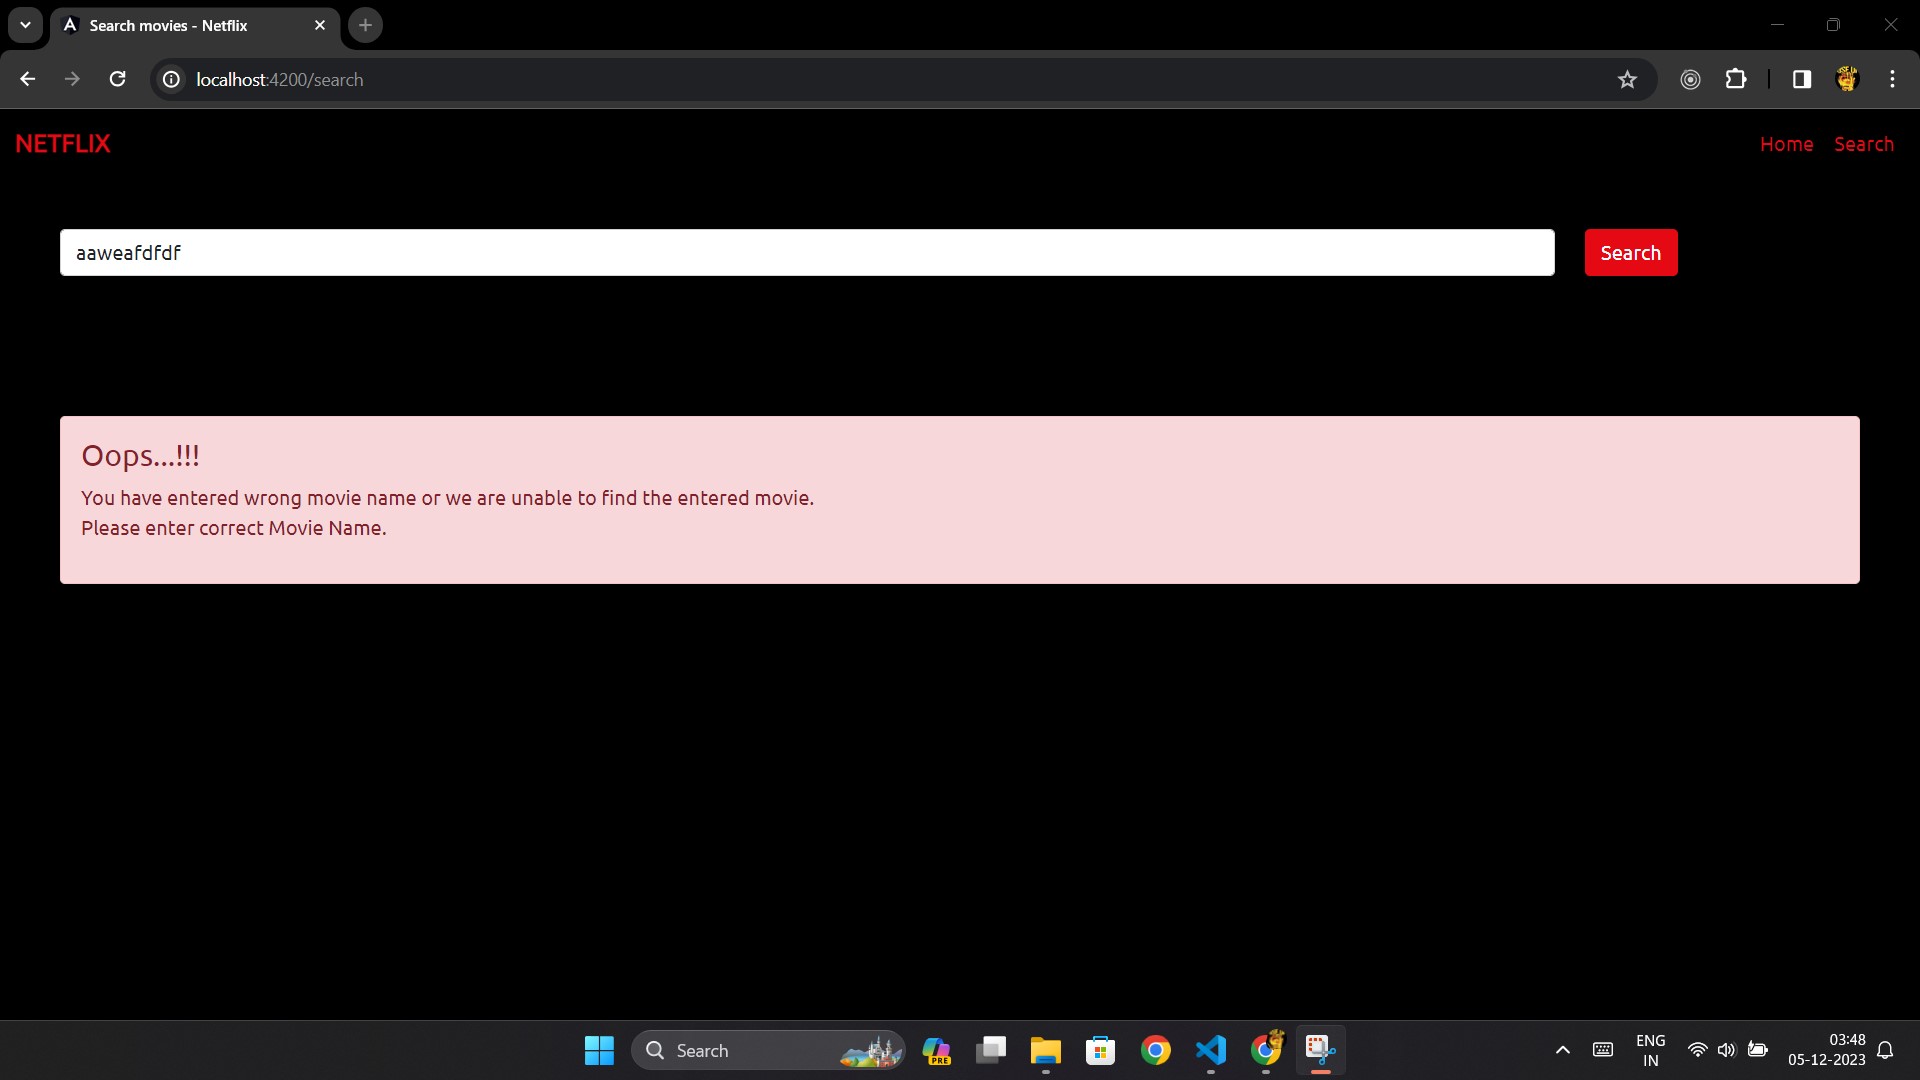 Search movies - Netflix
localhost:4200/search
NETFLIX
Home Search
aaweafdfdf
Search
Oops...!!!
You have entered wrong movie name or we are unable to find the entered movie.
Please enter correct Movie Name.
Search
PRE
ENG
IN
03:48
05-12-2023